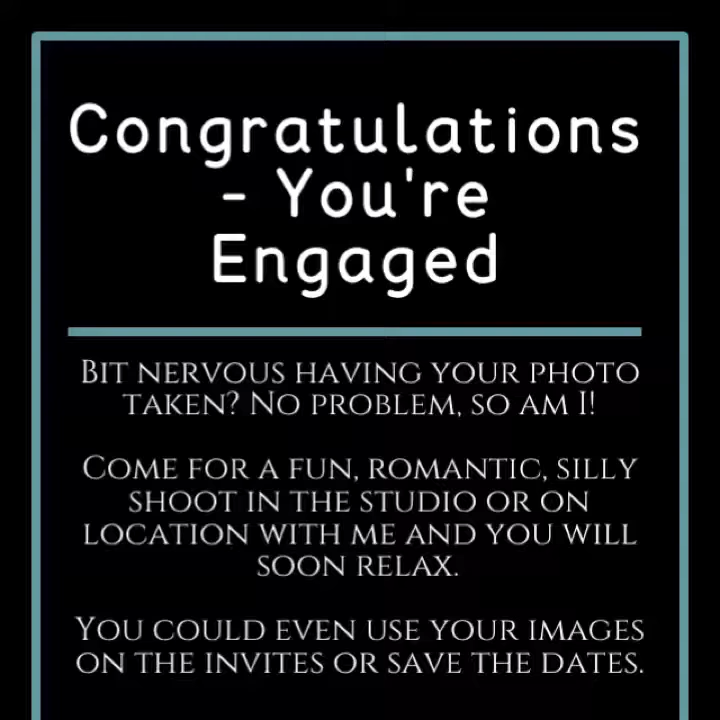 Congratulations
- You're
Engaged
Bit nervous having your photo
taken? No problem, so am I!
Come for a fun, romantic, silly
shoot in the studio or on
location with me and you will
soon relax.
You could even use your images
on the invites or save the dates.